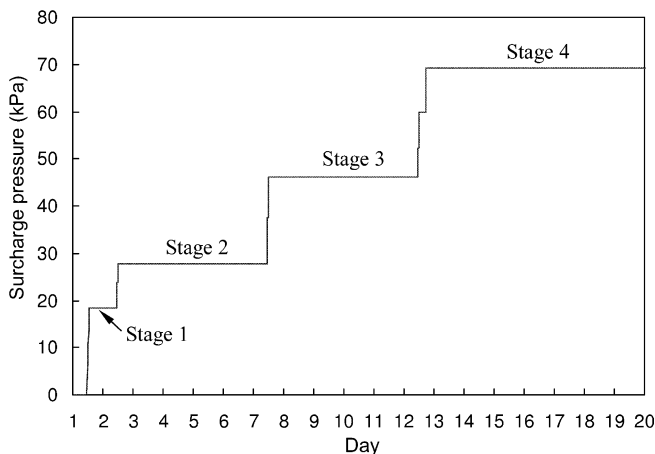 80
70
60
50
40
30
20
10
0
Surcharge pressure (kPa)
Stage 4
Stage 3
Stage 2
Stage 1
1 2 3 4 5 6 7 8 9 10 11 12 13 14 15 16 17 18 19 20
Day